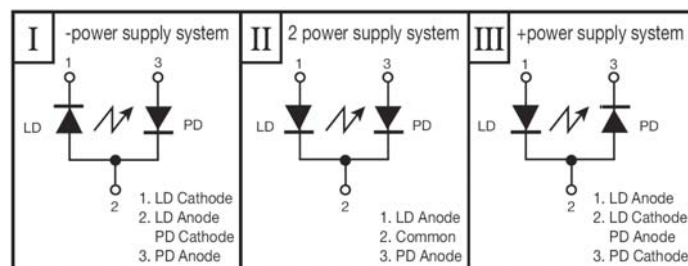 I -power supply system
1 3
LD PD
2
1. LD Cathode
2. LD Anode
PD Cathode
3. PD Anode
II 2 power supply system
1 3
LD PD
2
1. LD Anode
2. Common
3. PD Anode
III +power supply system
1 3
LD PD
2
1. LD Anode
2. LD Cathode
PD Anode
3. PD Cathode